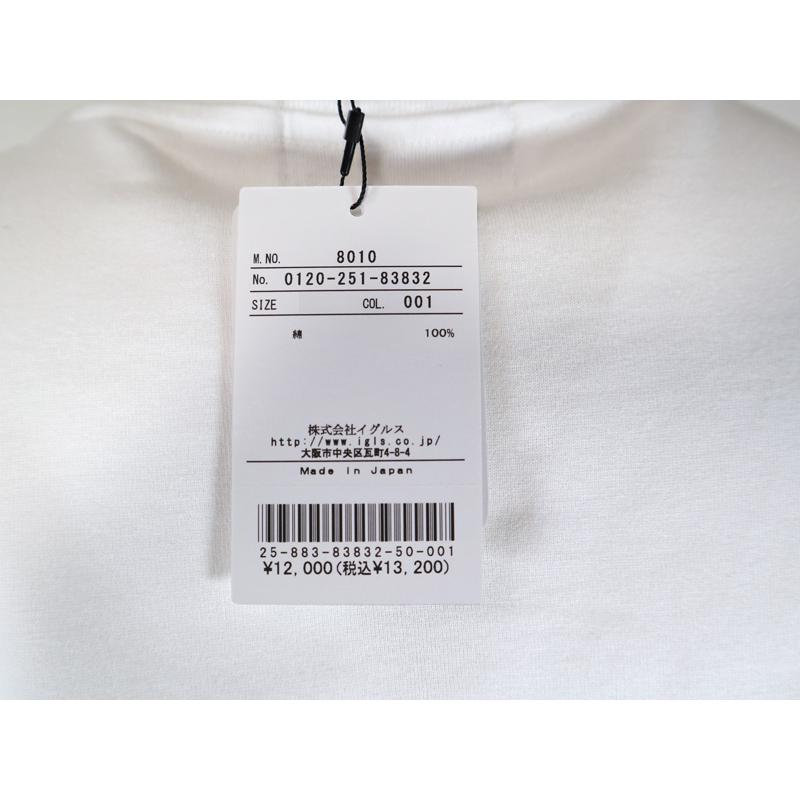 M.NO. 8010
No. 0120-251-83832
SIZE COL. 001
綿 100%
株式会社イグルス
http://www.igls.co.jp/
大阪市中央区瓦町4-8-4
Made in Japan
25-883-83832-50-001
¥12,000(税込¥13,200)